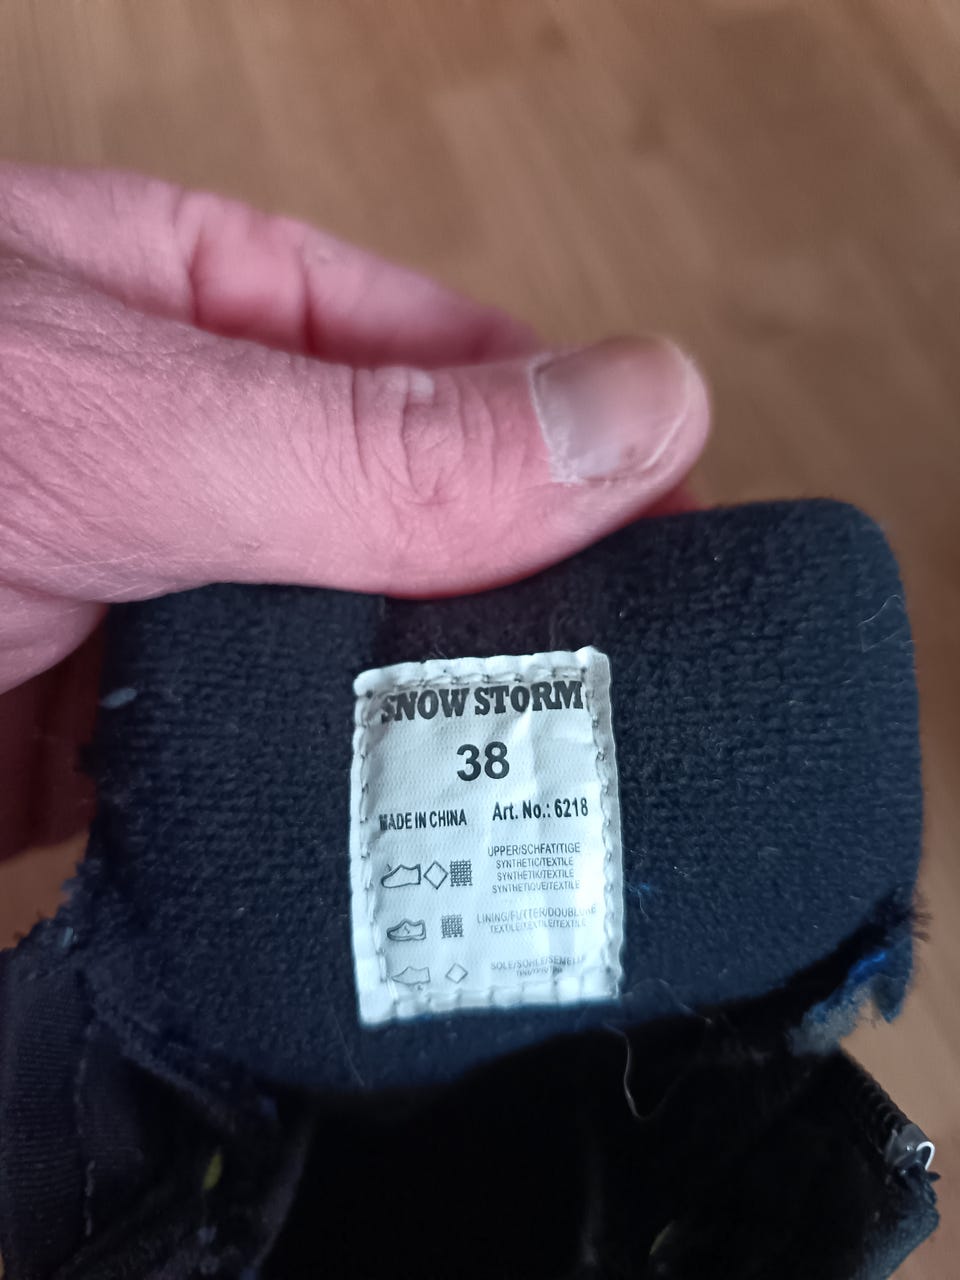 SNOW STORM
38
MADE IN CHINA Art. No.: 6218
UPPER/SCHFAT/TIGE
SYNTHETIC/TEXTILE
SYNTHETIK/TEXTILE
SYNTHETIQUE/TEXTILE
LINING/FUTTER/DOUBLURE
TEXTILE/TEXTILE/TEXTILE
SOLE/SOHLE/SEMELLE